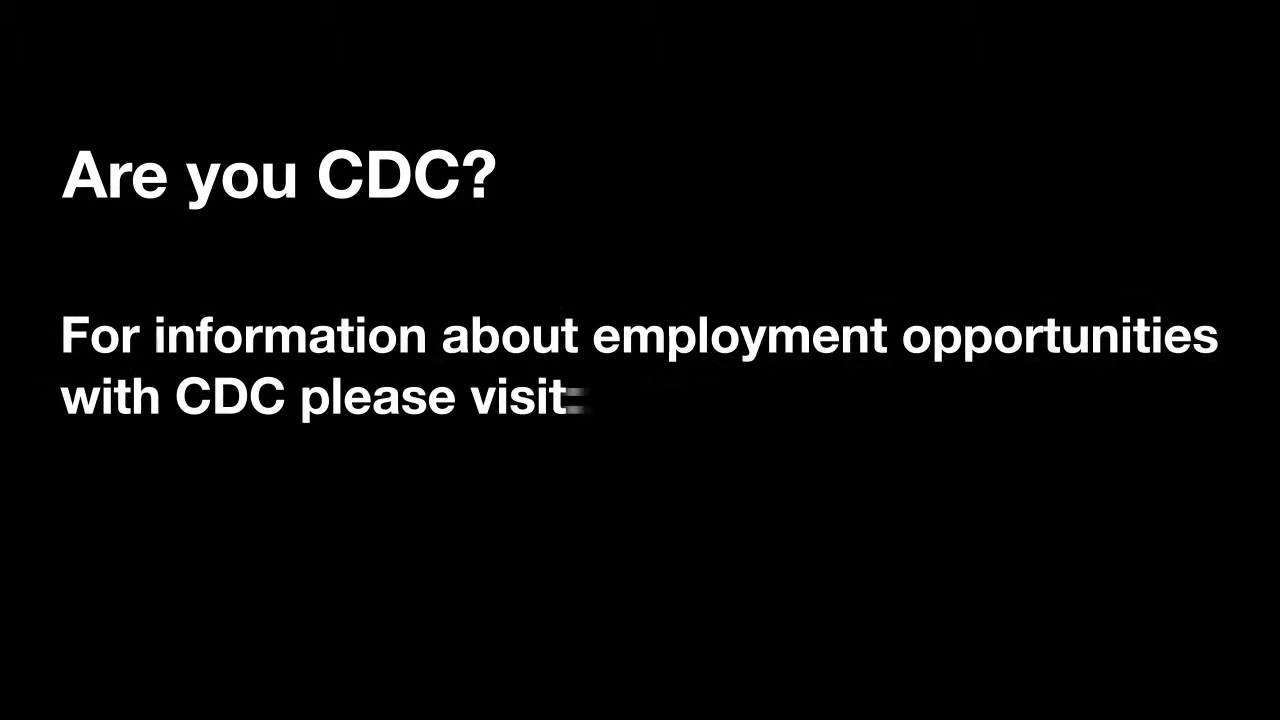 Are you CDC?
For information about employment opportunities
with CDC please visit: